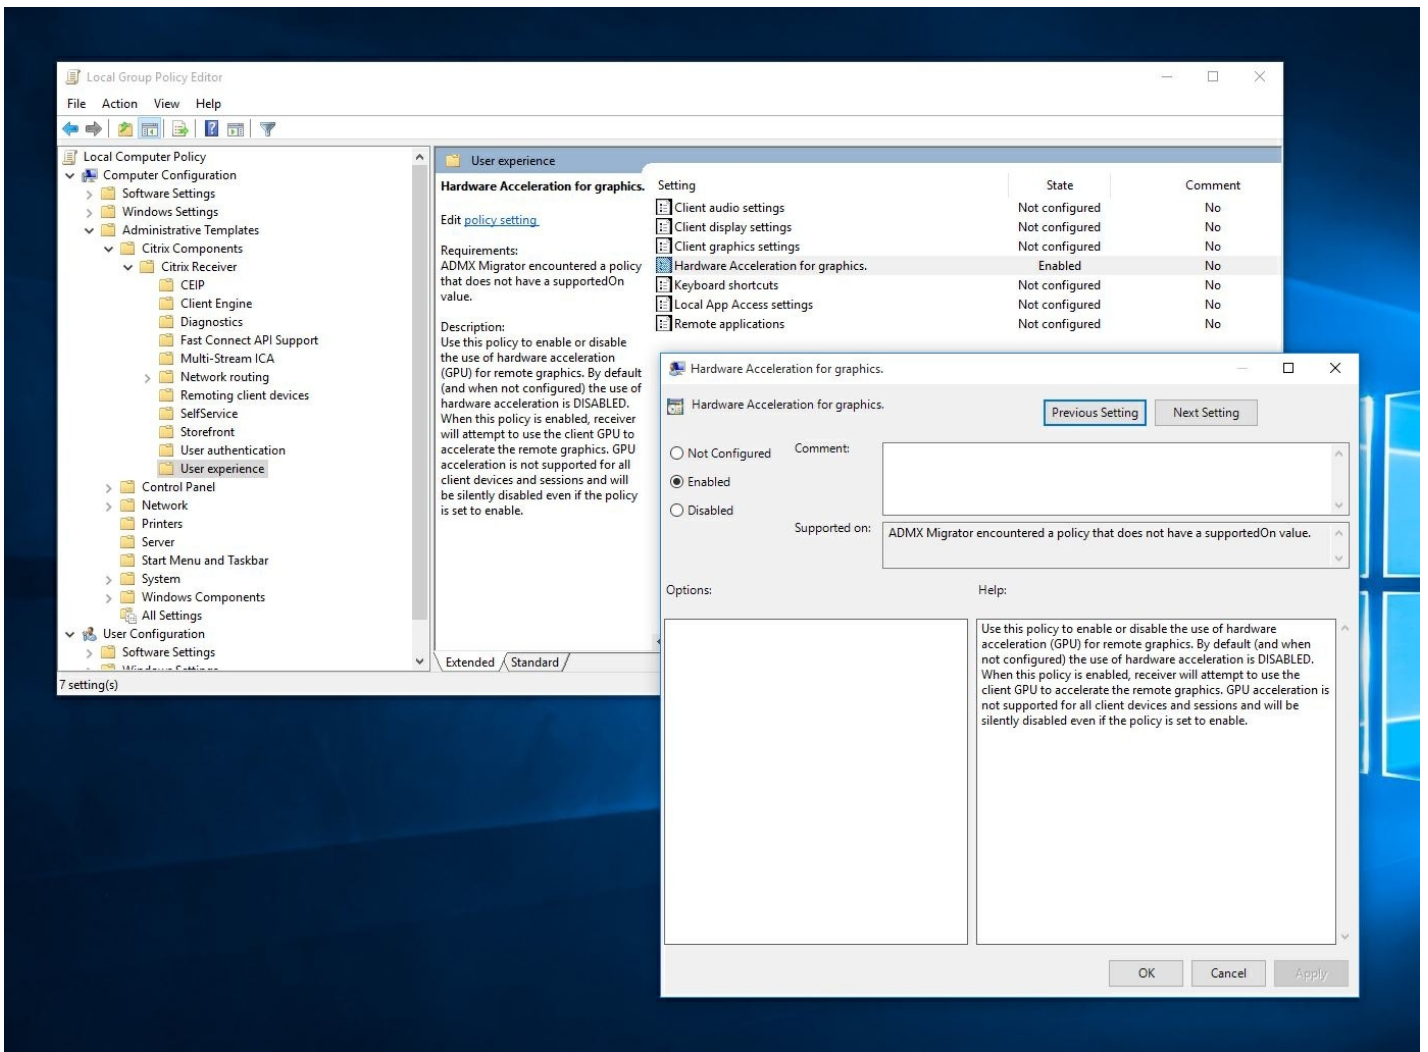 Local Group Policy Editor
File Action View Help
Local Computer Policy
Computer Configuration
Software Settings
Windows Settings
Administrative Templates
Citrix Components
Citrix Receiver
CEIP
Client Engine
Diagnostics
Fast Connect API Support
Multi-Stream ICA
Network routing
Remoting client devices
SelfService
Storefront
User authentication
User experience
Control Panel
Network
Printers
Server
Start Menu and Taskbar
System
Windows Components
All Settings
User Configuration
Software Settings
Windows Settings
7 setting(s)
User experience
Hardware Acceleration for graphics.
Edit policy setting
Requirements:
ADMX Migrator encountered a policy
that does not have a supportedOn
value.
Description:
Use this policy to enable or disable
the use of hardware acceleration
(GPU) for remote graphics. By default
(and when not configured) the use of
hardware acceleration is DISABLED.
When this policy is enabled, receiver
will attempt to use the client GPU to
accelerate the remote graphics. GPU
acceleration is not supported for all
client devices and sessions and will
be silently disabled even if the policy
is set to enable.
Extended Standard
Setting State Comment
Client audio settings Not configured No
Client display settings Not configured No
Client graphics settings Not configured No
Hardware Acceleration for graphics. Enabled No
Keyboard shortcuts Not configured No
Local App Access settings Not configured No
Remote applications Not configured No
Hardware Acceleration for graphics.
Hardware Acceleration for graphics.
Previous Setting Next Setting
Not Configured
Enabled
Disabled
Comment:
Supported on:
ADMX Migrator encountered a policy that does not have a supportedOn value.
Options:
Help:
Use this policy to enable or disable the use of hardware
acceleration (GPU) for remote graphics. By default (and when
not configured) the use of hardware acceleration is DISABLED.
When this policy is enabled, receiver will attempt to use the
client GPU to accelerate the remote graphics. GPU acceleration is
not supported for all client devices and sessions and will be
silently disabled even if the policy is set to enable.
OK Cancel Apply